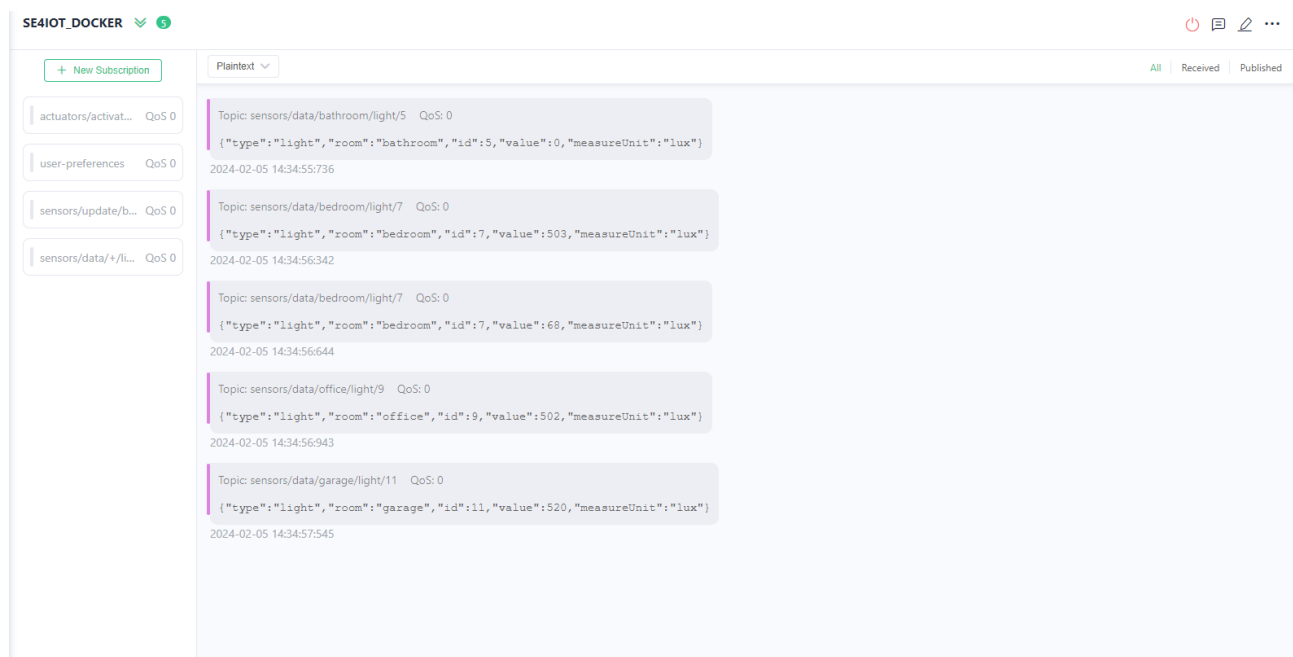 SE4IOT_DOCKER 5
+ New Subscription
Plaintext
All Received Published
actuators/activat... QoS 0
user-preferences QoS 0
sensors/update/b... QoS 0
sensors/data/+/li... QoS 0
Topic: sensors/data/bathroom/light/5 QoS: 0
{"type":"light","room":"bathroom","id":5,"value":0,"measureUnit":"lux"}
2024-02-05 14:34:55:736
Topic: sensors/data/bedroom/light/7 QoS: 0
{"type":"light","room":"bedroom","id":7,"value":503,"measureUnit":"lux"}
2024-02-05 14:34:56:342
Topic: sensors/data/bedroom/light/7 QoS: 0
{"type":"light","room":"bedroom","id":7,"value":68,"measureUnit":"lux"}
2024-02-05 14:34:56:644
Topic: sensors/data/office/light/9 QoS: 0
{"type":"light","room":"office","id":9,"value":502,"measureUnit":"lux"}
2024-02-05 14:34:56:943
Topic: sensors/data/garage/light/11 QoS: 0
{"type":"light","room":"garage","id":11,"value":520,"measureUnit":"lux"}
2024-02-05 14:34:57:545